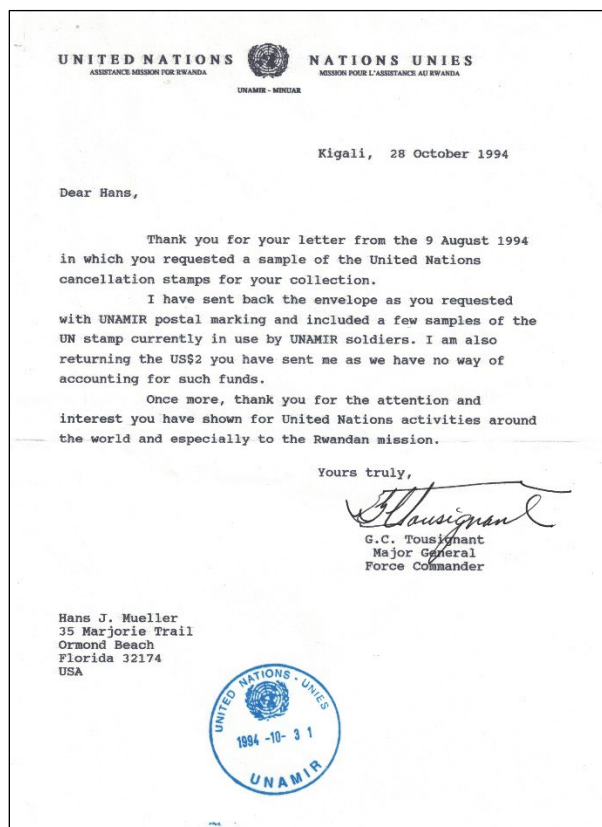 UNITED NATIONS NATIONS UNIES
ASSISTANCE MISSION FOR RWANDA MISSION POUR L'ASSISTANCE AU RWANDA
UNAMIR - MINUAR
Kigali, 28 October 1994
Dear Hans,
Thank you for your letter from the 9 August 1994
in which you requested a sample of the United Nations
cancellation stamps for your collection.
I have sent back the envelope as you requested
with UNAMIR postal marking and included a few samples of the
UN stamp currently in use by UNAMIR soldiers. I am also
returning the US$2 you have sent me as we have no way of
accounting for such funds.
Once more, thank you for the attention and
interest you have shown for United Nations activities around
the world and especially to the Rwandan mission.
Yours truly,
G.C. Tousignant
Major General
Force Commander
Hans J. Mueller
35 Marjorie Trail
Ormond Beach
Florida 32174
USA
UNITED NATIONS - UNIES
1994 -10- 3 1
UNAMIR